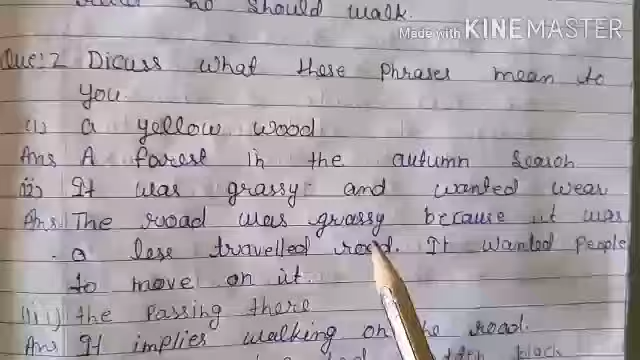 he should walk.
Made with KINEMASTER
Que:2 Dicuss what these phrases mean to
you.
(i) a yellow wood
Ans A forest in the autumn season
(ii) It was grassy and wanted wear
Ans: The road was grassy because it was
a less travelled road. It wanted people
to move on it.
(iii) the passing there
Ans It implies walking on the road.
black